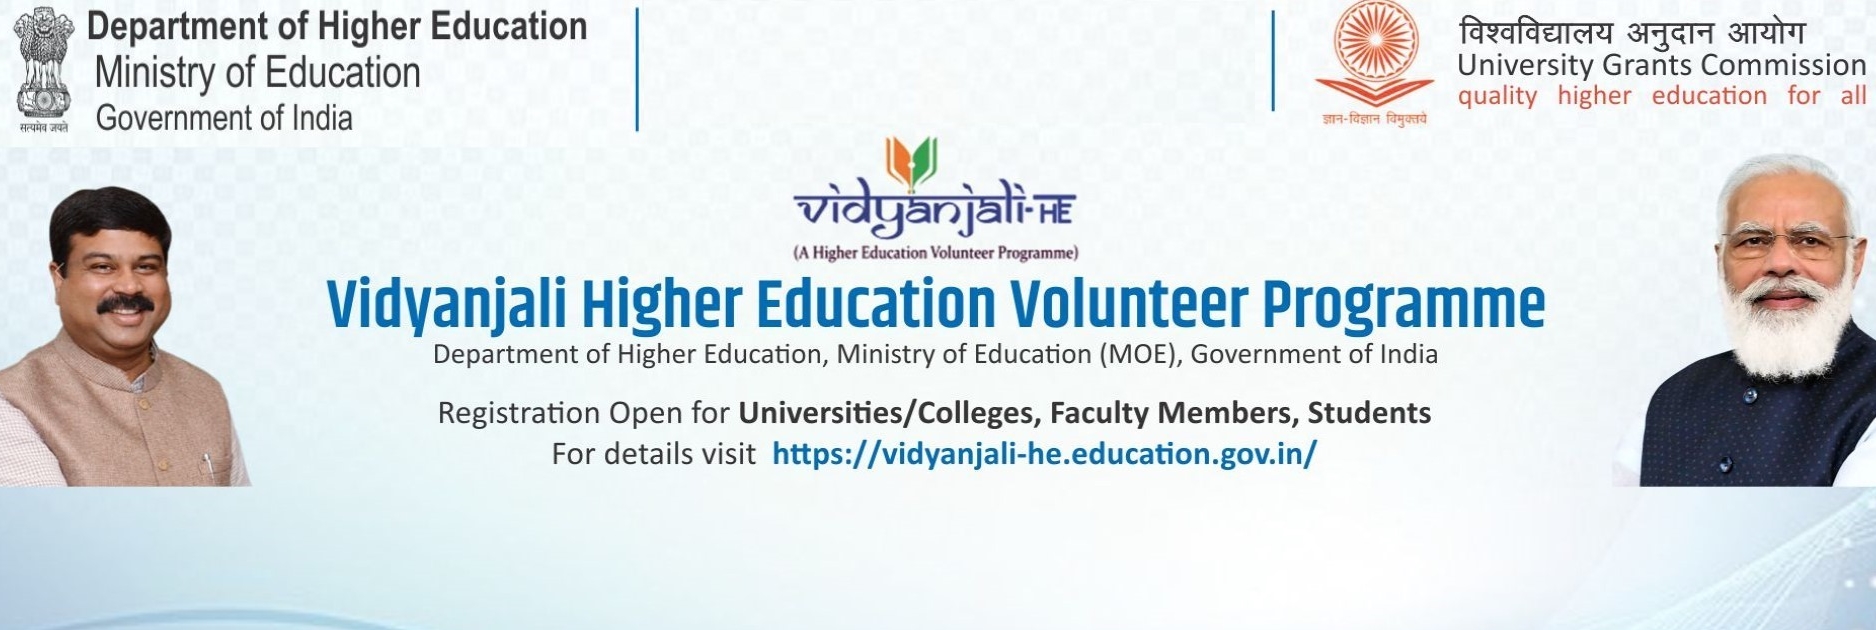 Department of Higher Education
Ministry of Education
Government of India
सत्यमेव जयते
विश्वविद्यालय अनुदान आयोग
University Grants Commission
quality higher education for all
ज्ञान-विज्ञान विमुक्तये
vidyanjali-HE
(A Higher Education Volunteer Programme)
Vidyanjali Higher Education Volunteer Programme
Department of Higher Education, Ministry of Education (MOE), Government of India
Registration Open for Universities/Colleges, Faculty Members, Students
For details visit https://vidyanjali-he.education.gov.in/